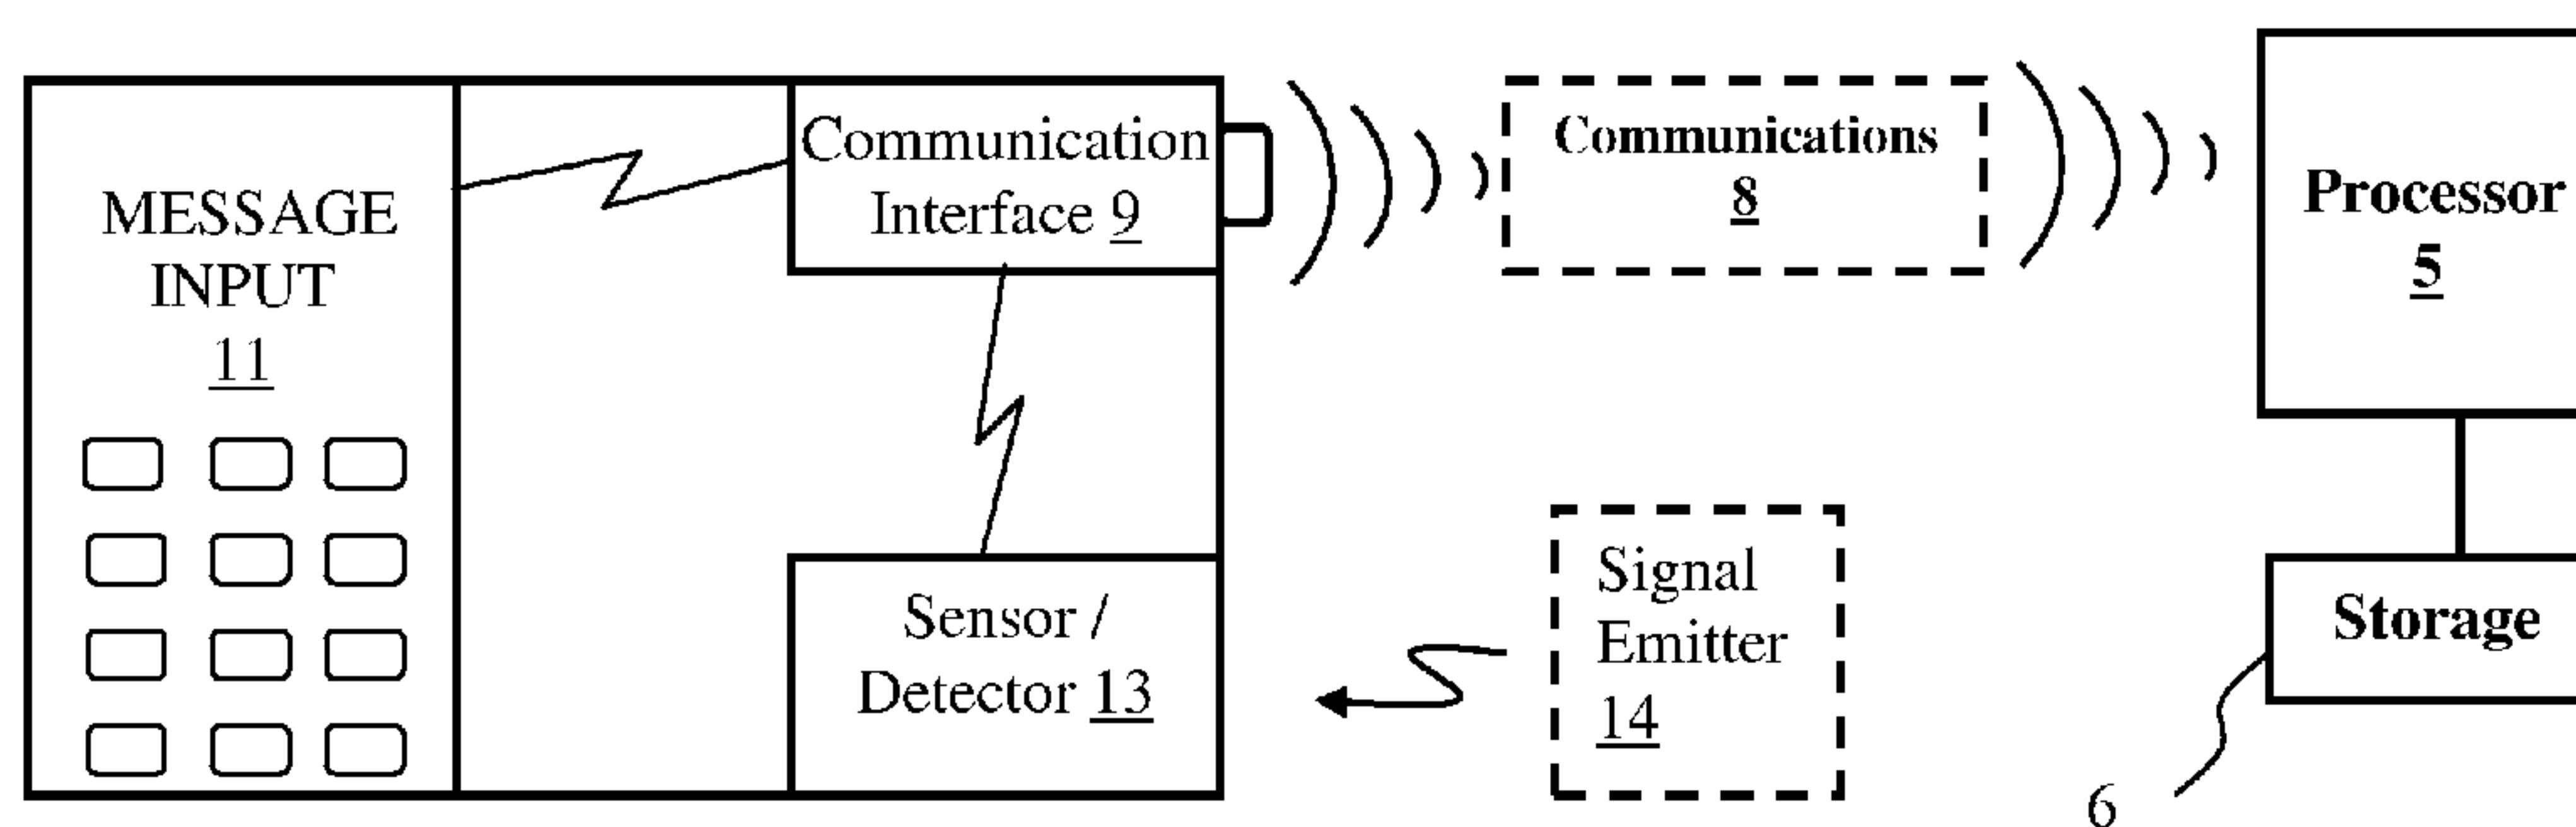 MESSAGE
INPUT
11
Communication
Interface 9
Sensor /
Detector 13
Communications
8
Signal
Emitter
14
Processor
5
Storage
6